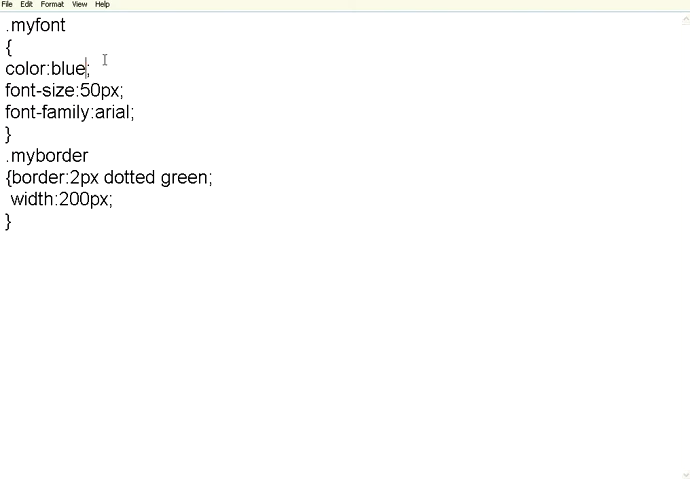 File Edit Format View Help
.myfont
{
color:blue;
font-size:50px;
font-family:arial;
}
.myborder
{border:2px dotted green;
 width:200px;
}